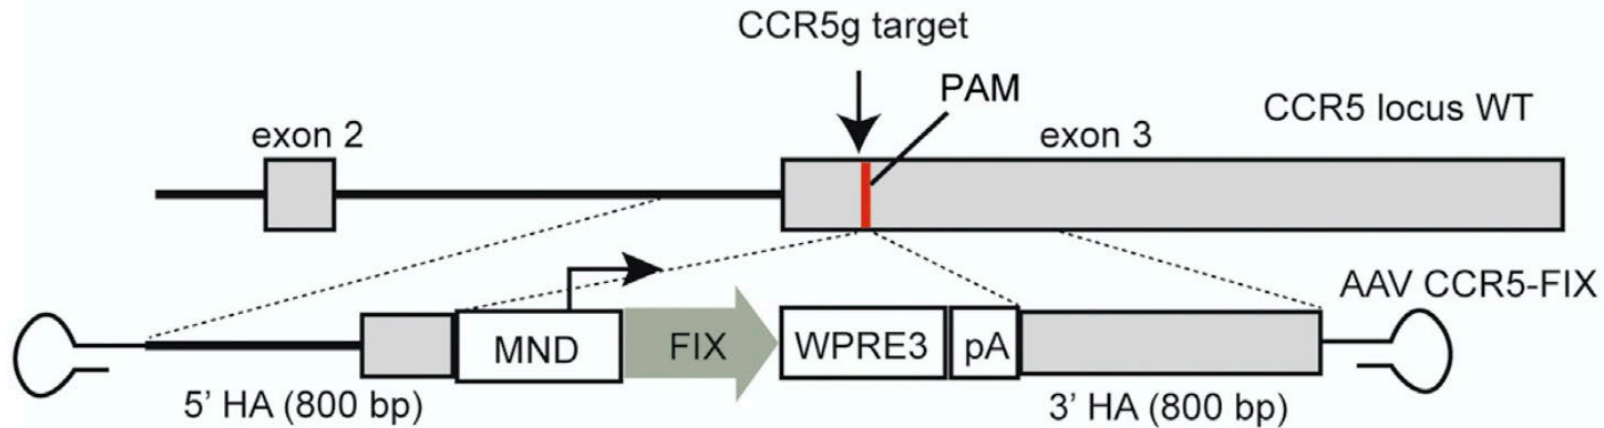 CCR5g target
PAM
CCR5 locus WT
exon 2
exon 3
AAV CCR5-FIX
MND
FIX
WPRE3
pA
5’ HA (800 bp)
3’ HA (800 bp)